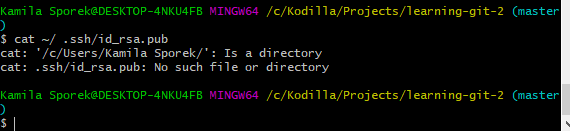 Kamila Sporek@DESKTOP-4NKU4FB MINGW64 /c/Kodilla/Projects/learning-git-2 (master
)
$ cat ~/ .ssh/id_rsa.pub
cat: '/c/Users/Kamila Sporek/': Is a directory
cat: .ssh/id_rsa.pub: No such file or directory
Kamila Sporek@DESKTOP-4NKU4FB MINGW64 /c/Kodilla/Projects/learning-git-2 (master
)
$